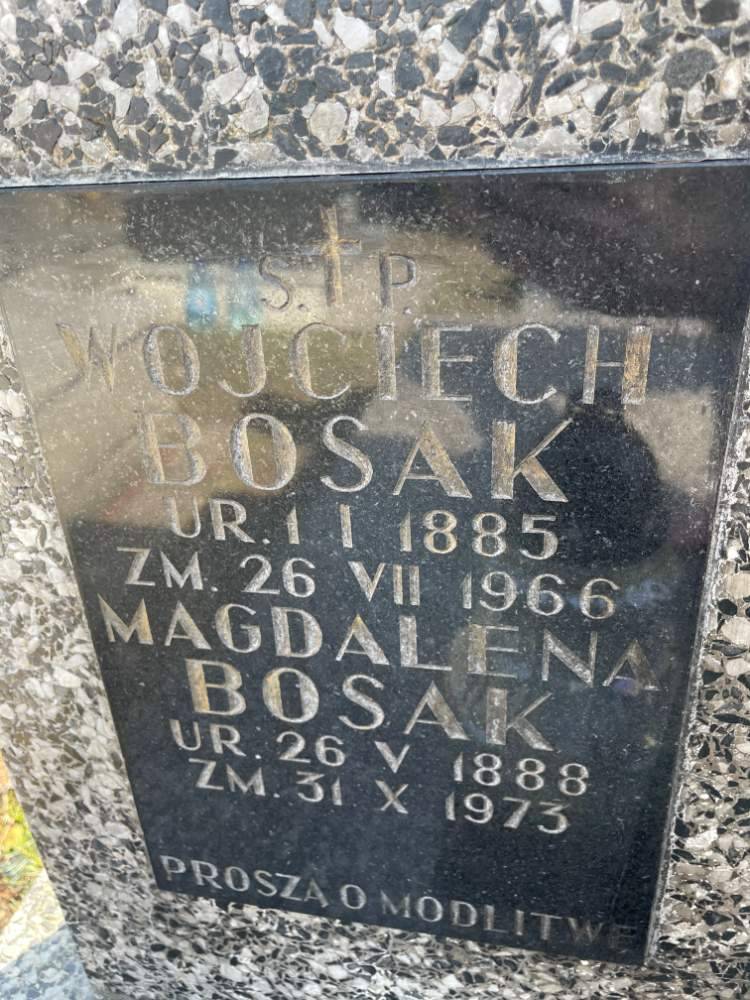 S. P.
WOJCIECH
BOSAK
UR. 1 I 1885
ZM. 26 VII 1966
MAGDALENA
BOSAK
UR. 26 V 1888
ZM. 31 X 1973
PROSZĄ O MODLITWĘ